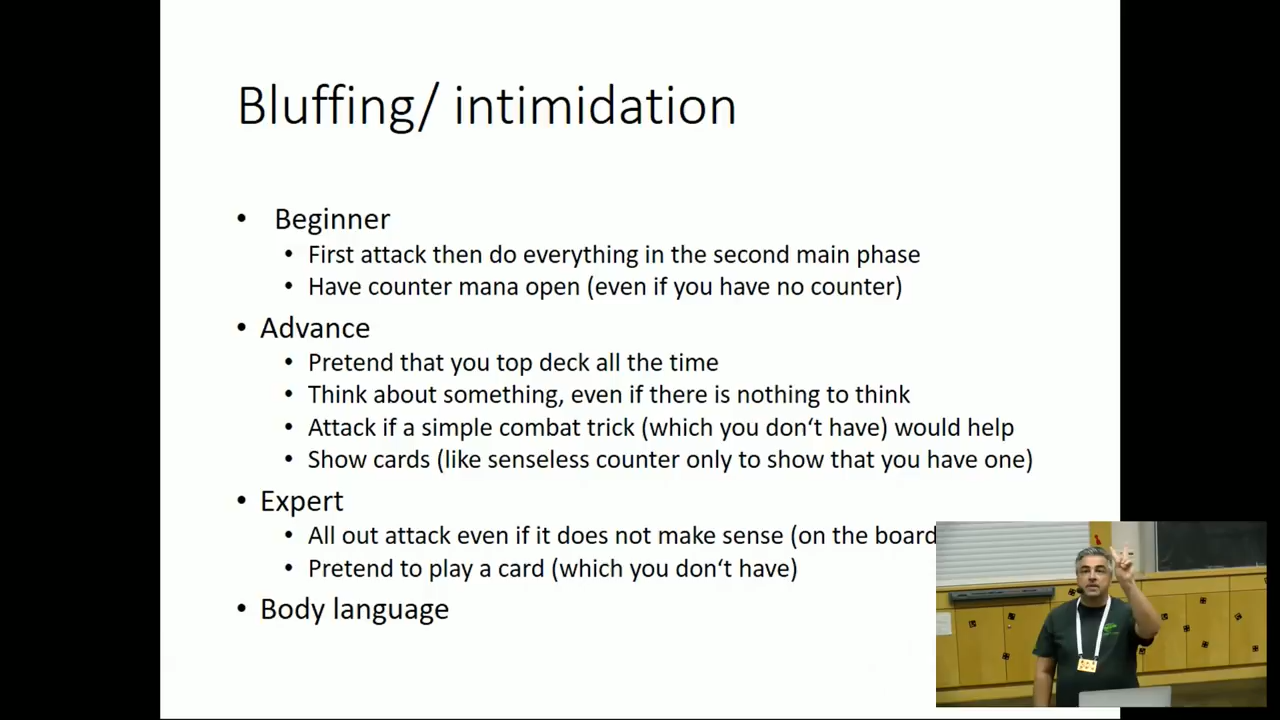 Bluffing/ intimidation
• Beginner
• First attack then do everything in the second main phase
• Have counter mana open (even if you have no counter)
• Advance
• Pretend that you top deck all the time
• Think about something, even if there is nothing to think
• Attack if a simple combat trick (which you don‘t have) would help
• Show cards (like senseless counter only to show that you have one)
• Expert
• All out attack even if it does not make sense (on the board
• Pretend to play a card (which you don‘t have)
• Body language